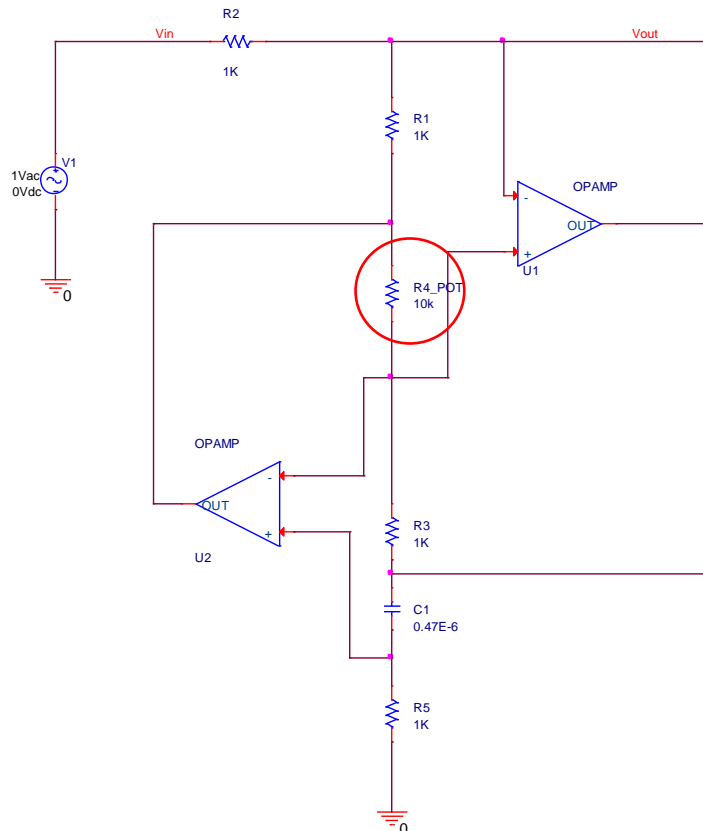 R2
Vin
Vout
1K
R1
1K
V1
1Vac
0Vdc
OPAMP
-
OUT
+
U1
0
R4_POT
10k
OPAMP
-
OUT
+
U2
R3
1K
C1
0.47E-6
R5
1K
0